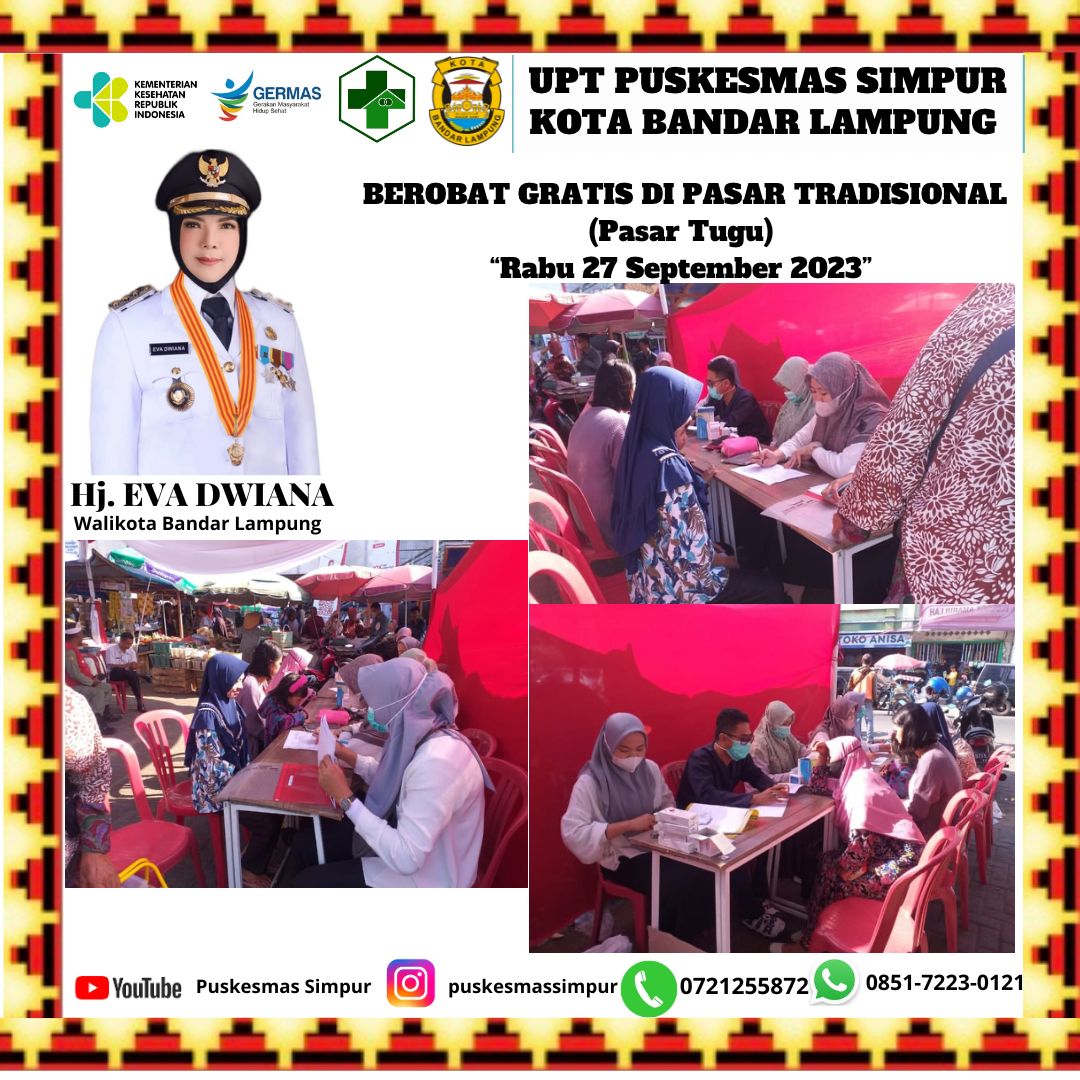 KEMENTERIAN
KESEHATAN
REPUBLIK
INDONESIA
GERMAS
Gerakan Masyarakat
Hidup Sehat
KOTA
BANDAR LAMPUNG
UPT PUSKESMAS SIMPUR
KOTA BANDAR LAMPUNG
BEROBAT GRATIS DI PASAR TRADISIONAL
(Pasar Tugu)
“Rabu 27 September 2023”
EVA DWIANA
Hj. EVA DWIANA
Walikota Bandar Lampung
TOKO ANISA
YouTube
Puskesmas Simpur
puskesmassimpur
0721255872
0851-7223-0121